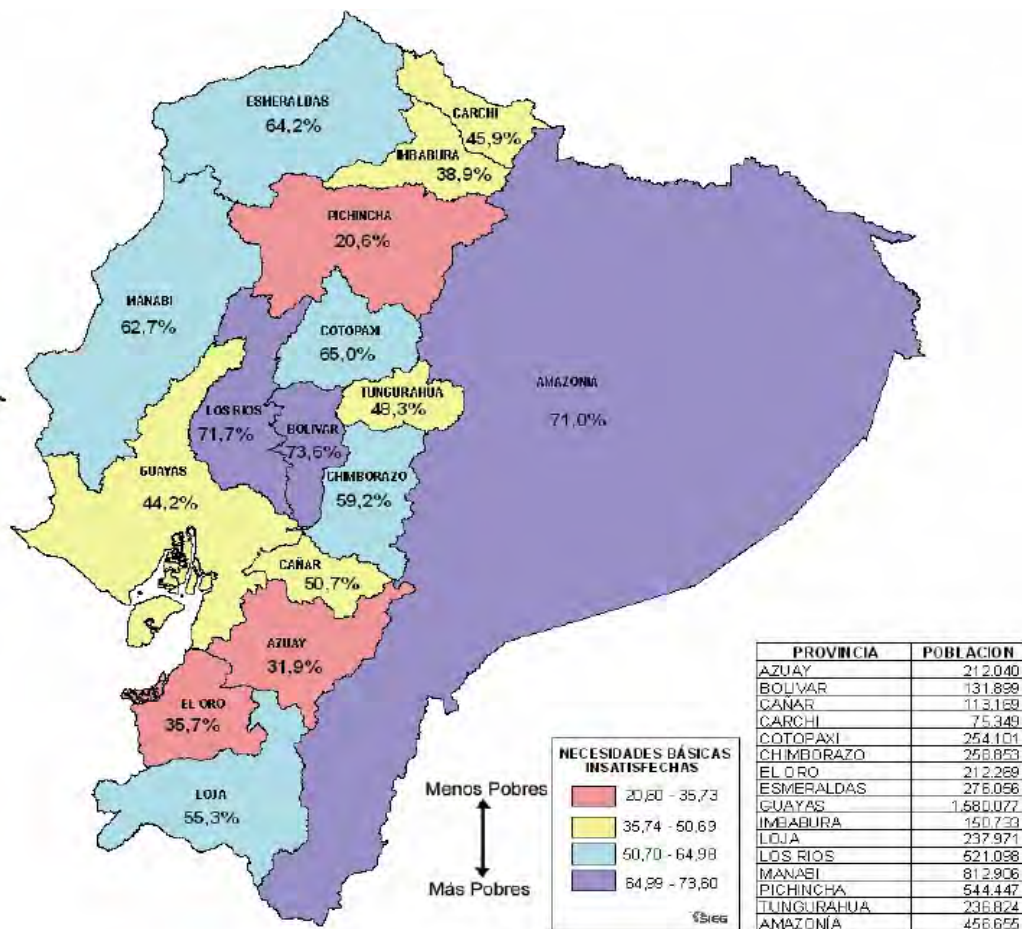 ESMERALDAS
64,2%
CARCHI
45,9%
IMBABURA
38,9%
PICHINCHA
20,6%
MANABI
62,7%
COTOPAXI
65,0%
AMAZONIA
71,0%
TUNGURAHUA
48,3%
LOS RIOS
71,7%
BOLIVAR
73,6%
GUAYAS
44,2%
CHIMBORAZO
59,2%
CAÑAR
50,7%
AZUAY
31,9%
EL ORO
35,7%
LOJA
55,3%
Menos Pobres
Más Pobres
NECESIDADES BÁSICAS
INSATISFECHAS
20,60 - 35,73
35,74 - 50,69
50,70 - 64,98
64,99 - 73,60
PROVINCIA POBLACION
AZUAY 212.040
BOLIVAR 131.899
CAÑAR 113.169
CARCHI 75.349
COTOPAXI 254.101
CHIMBORAZO 256.853
EL ORO 212.269
ESMERALDAS 276.056
GUAYAS 1.580.077
IMBABURA 150.733
LOJA 237.971
LOS RIOS 521.098
MANABI 812.906
PICHINCHA 544.447
TUNGURAHUA 236.824
AMAZONÍA 456.655